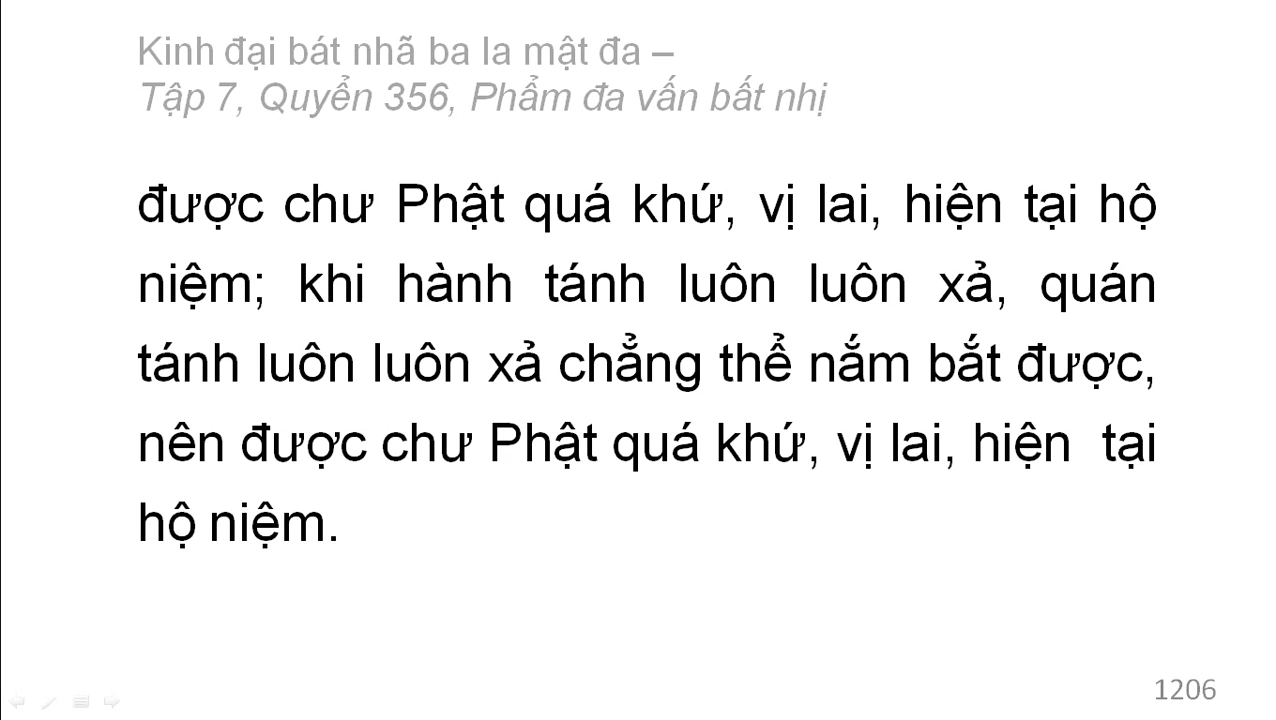 Kinh đại bát nhã ba la mật đa –
Tập 7, Quyển 356, Phẩm đa vấn bất nhị
được chư Phật quá khứ, vị lai, hiện tại hộ
niệm; khi hành tánh luôn luôn xả, quán
tánh luôn luôn xả chẳng thể nắm bắt được,
nên được chư Phật quá khứ, vị lai, hiện tại
hộ niệm.
1206